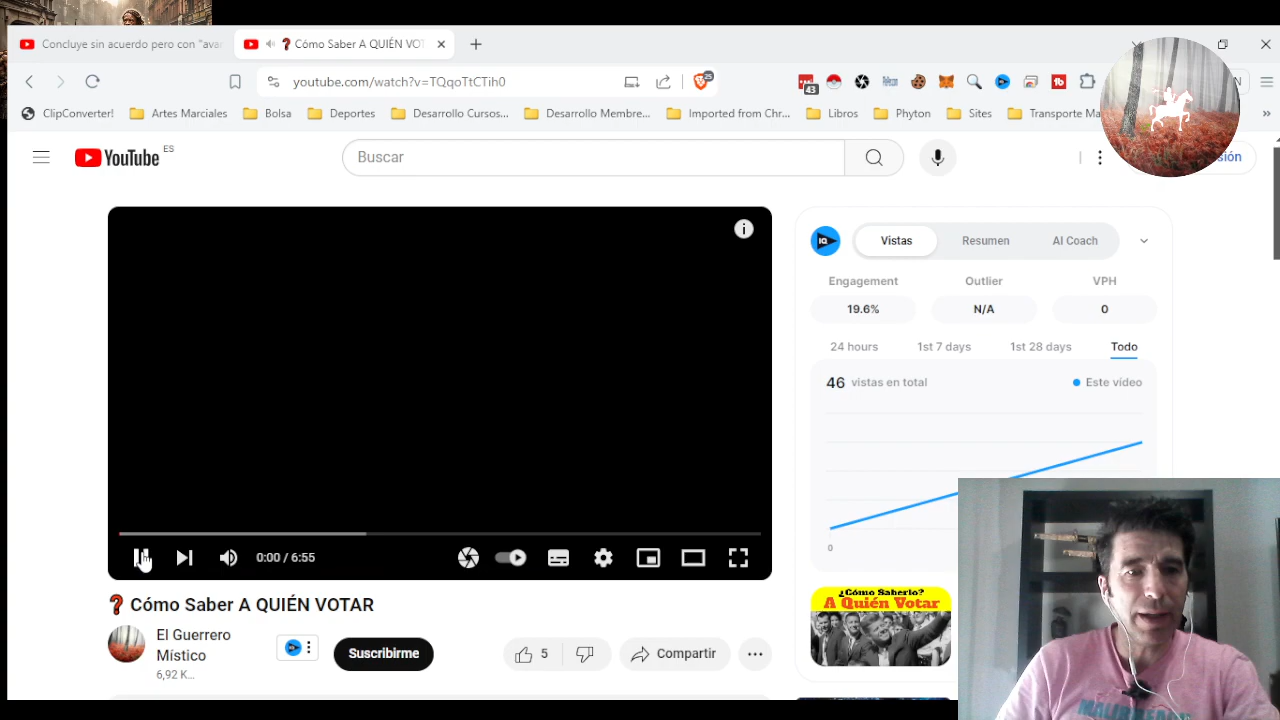 Concluye sin acuerdo pero con "ava
❓ Cómo Saber A QUIÉN VO
youtube.com/watch?v=TQqoTtCTih0
25
43
ClipConverter!
Artes Marciales
Bolsa
Deportes
Desarrollo Cursos...
Desarrollo Membre...
Imported from Chr...
Libros
Phyton
Sites
Transporte Ma
»
YouTube ES
Buscar
sión
Vistas
Resumen
AI Coach
Engagement
Outlier
VPH
19.6%
N/A
0
24 hours
1st 7 days
1st 28 days
Todo
46 vistas en total
Este vídeo
0
0:00 / 6:55
❓ Cómo Saber A QUIÉN VOTAR
El Guerrero
Místico
6,92 K...
Suscribirme
5
Compartir
¿Cómo Saberlo?
A Quién Votar